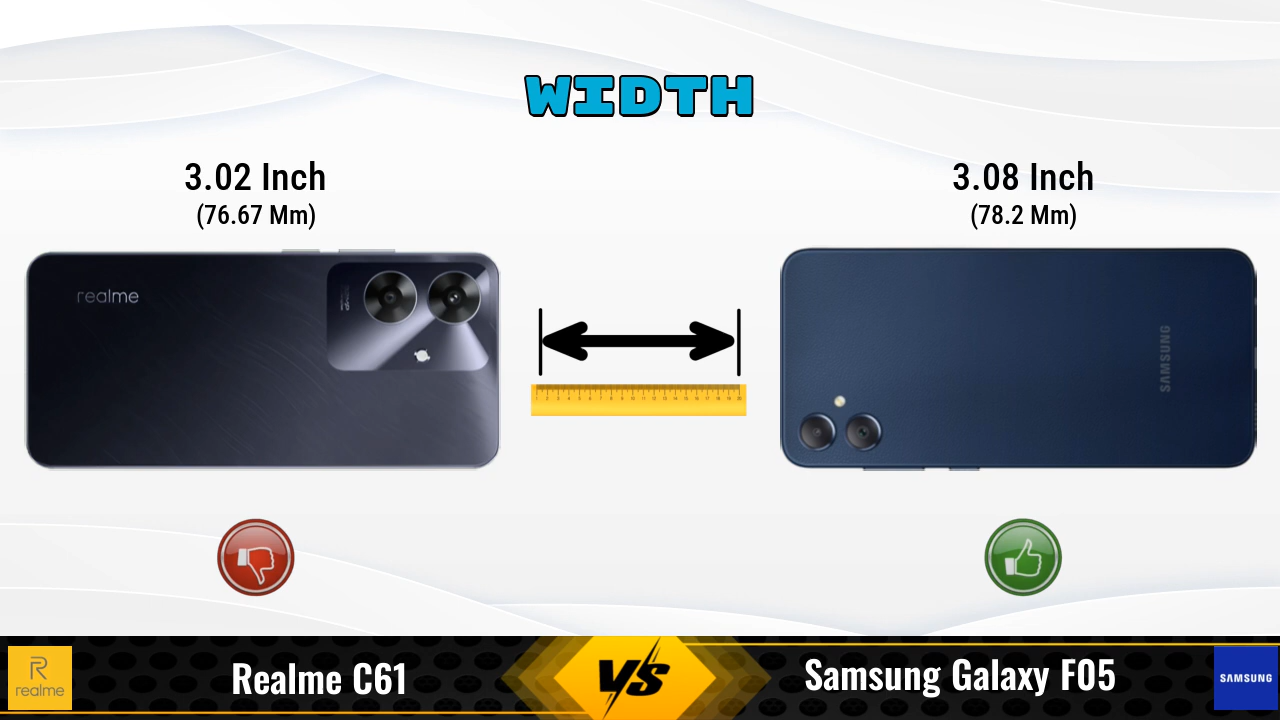 WIDTH
3.02 Inch
(76.67 Mm)
3.08 Inch
(78.2 Mm)
realme
SAMSUNG
Realme C61
VS
Samsung Galaxy F05
R
realme
SAMSUNG